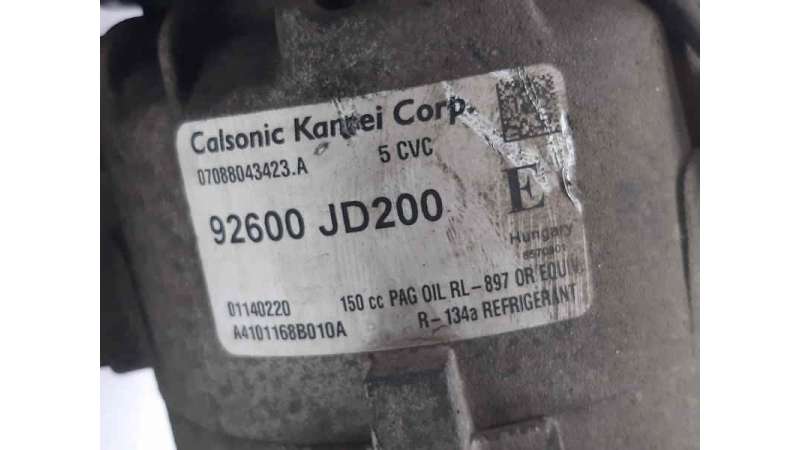 Calsonic Kansei Corp.
07088043423.A
5 CVC
92600 JD200
E
Hungary
01140220
150 cc PAG OIL RL-897 OR EQUIV
A4101168B010A
R-134a REFRIGERANT